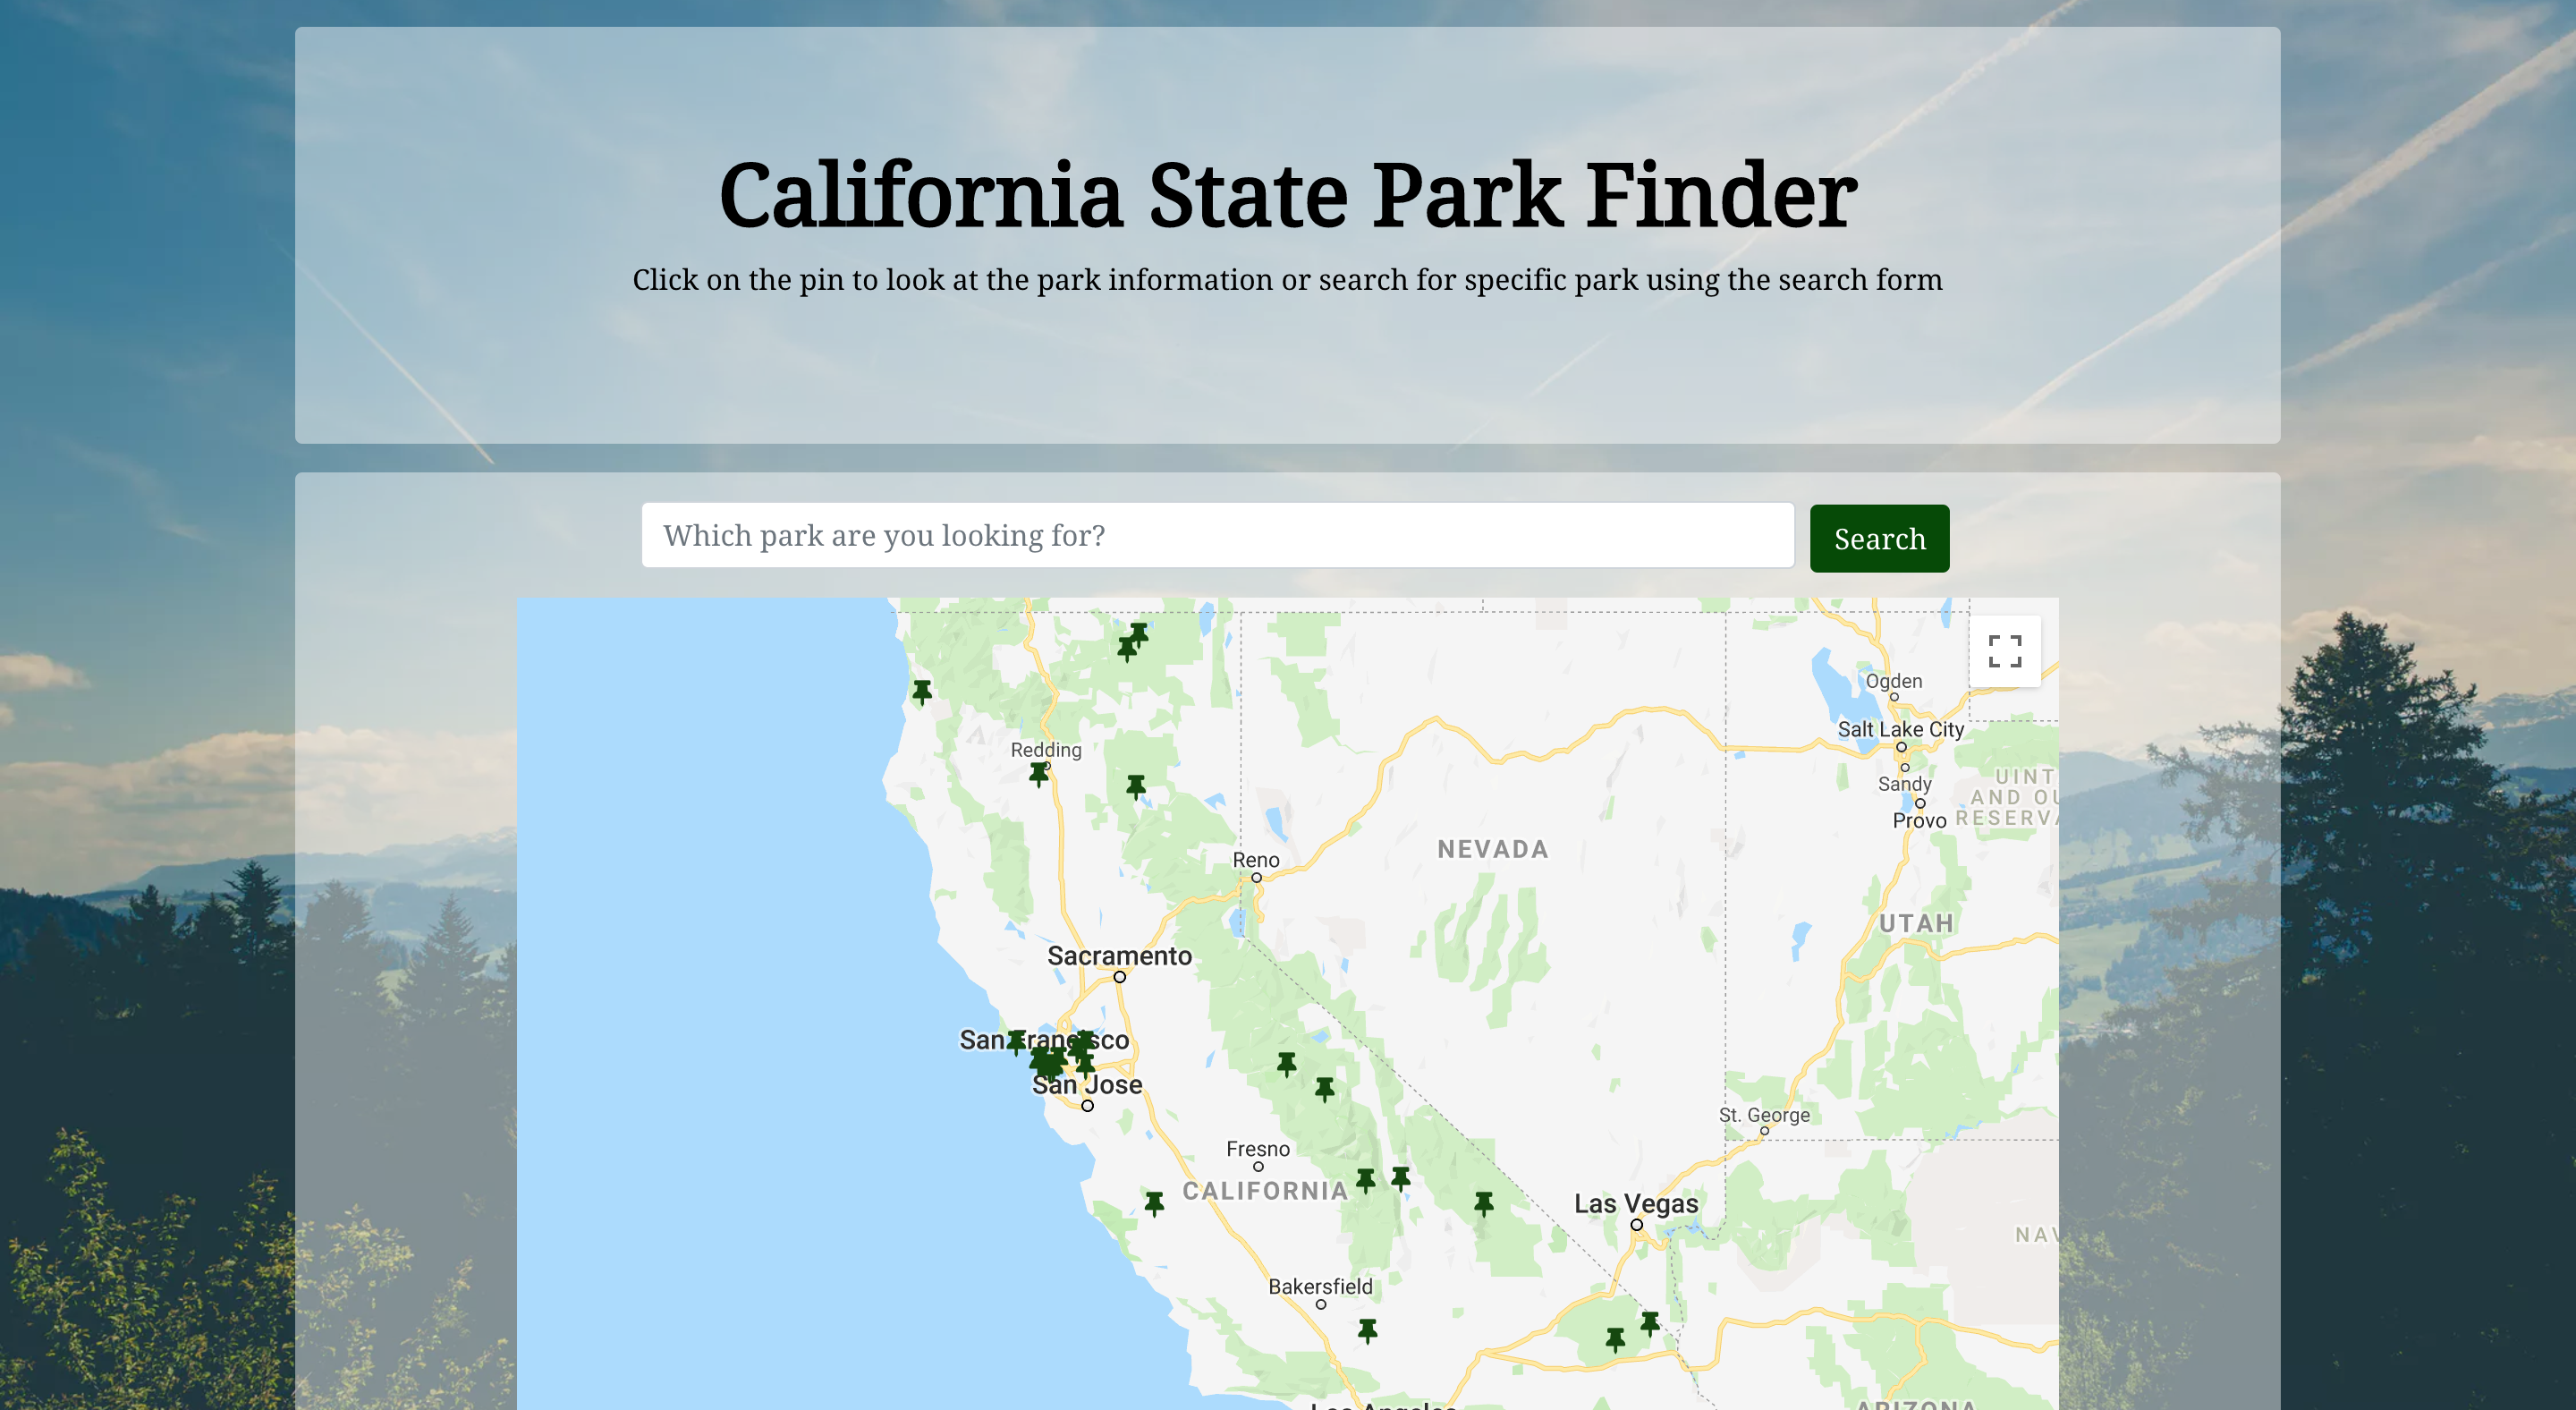 California State Park Finder
Click on the pin to look at the park information or search for specific park using the search form
Which park are you looking for?
Search
Ogden
Salt Lake City
Redding
Sandy
UINT
AND OU
RESERVA
Provo
NEVADA
Reno
UTAH
Sacramento
San Francisco
San Jose
St. George
Fresno
CALIFORNIA
Las Vegas
NAV
Bakersfield
Los Angeles
ARIZONA